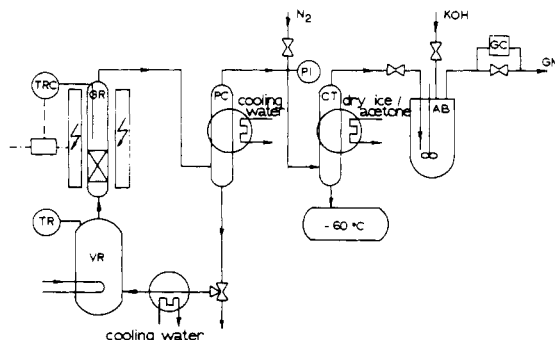 N2
KOH
GC
GM
TRC
GR
PI
PC
cooling
water
CT
dry ice /
acetone
AB
TR
VR
- 60 °C
cooling water